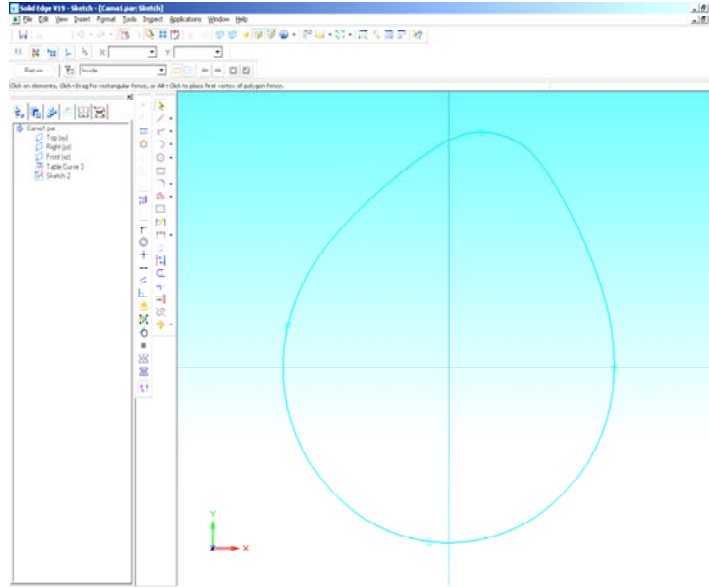 Solid Edge V19 - Sketch - [Cama1.par: Sketch]
File Edit View Insert Format Tools Inspect Applications Window Help
X: Y:
Return Inside
Click on elements, Click+Drag for rectangular fence, or Alt+Click to place first vertex of polygon fence.
Cama1.par
Top (xy)
Right (yz)
Front (xz)
Table Curve 3
Sketch 2
Y
X